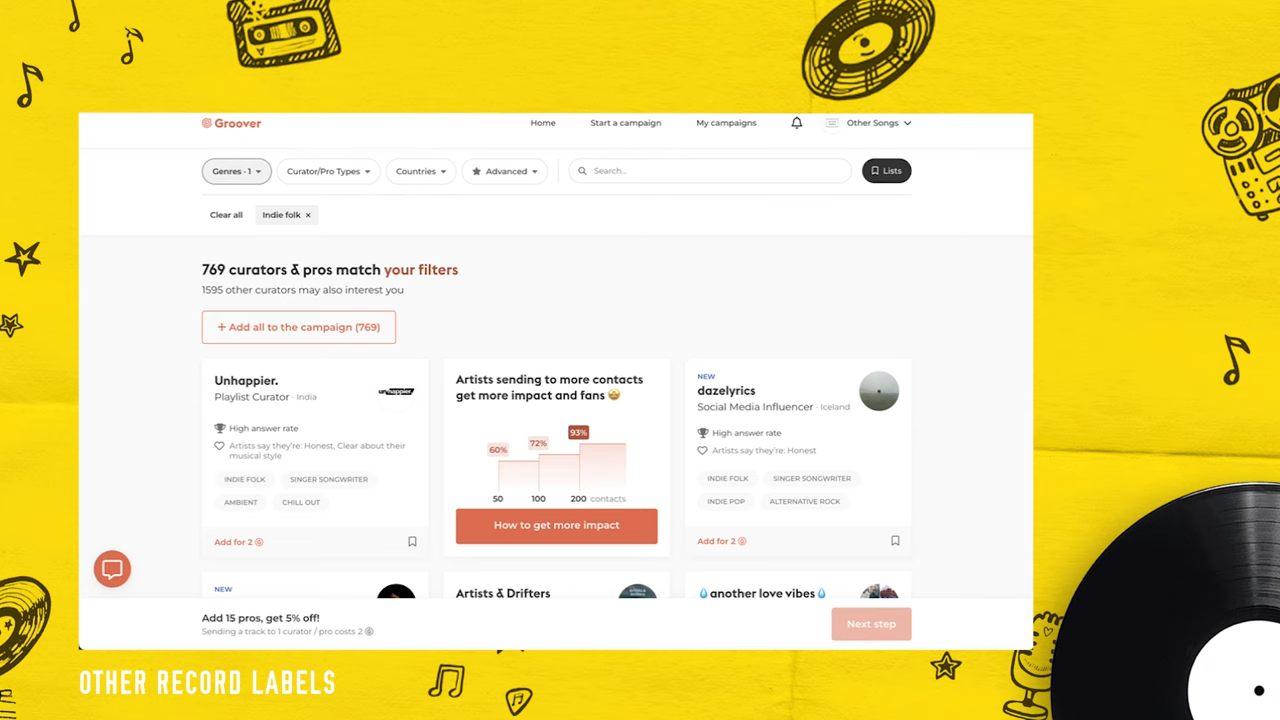 Groover
Home
Start a campaign
My campaigns
Other Songs
Genres · 1
Curator/Pro Types
Countries
Advanced
Search...
Lists
Clear all
Indie folk ×
769 curators & pros match your filters
1595 other curators may also interest you
+ Add all to the campaign (769)
Unhappier.
Playlist Curator · India
unhappier
High answer rate
Artists say they're: Honest, Clear about their
musical style
INDIE FOLK
SINGER SONGWRITER
AMBIENT
CHILL OUT
Add for 2
Artists sending to more contacts
get more impact and fans 🤩
60%
72%
93%
50
100
200 contacts
How to get more impact
NEW
dazelyrics
Social Media Influencer · Iceland
High answer rate
Artists say they're: Honest
INDIE FOLK
SINGER SONGWRITER
INDIE POP
ALTERNATIVE ROCK
Add for 2
NEW
Artists & Drifters
💧another love vibes💧
Add 15 pros, get 5% off!
Sending a track to 1 curator / pro costs 2
Next step
OTHER RECORD LABELS